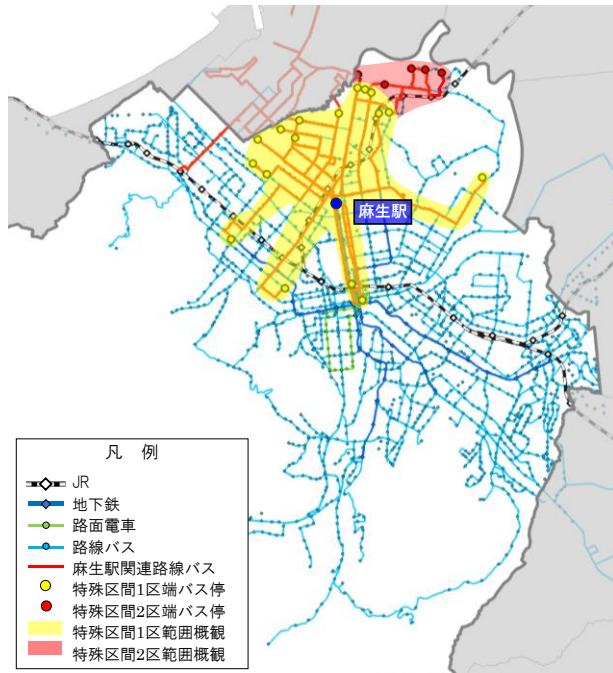 麻生駅
凡 例
JR
地下鉄
路面電車
路線バス
麻生駅関連路線バス
特殊区間1区端バス停
特殊区間2区端バス停
特殊区間1区範囲概観
特殊区間2区範囲概観